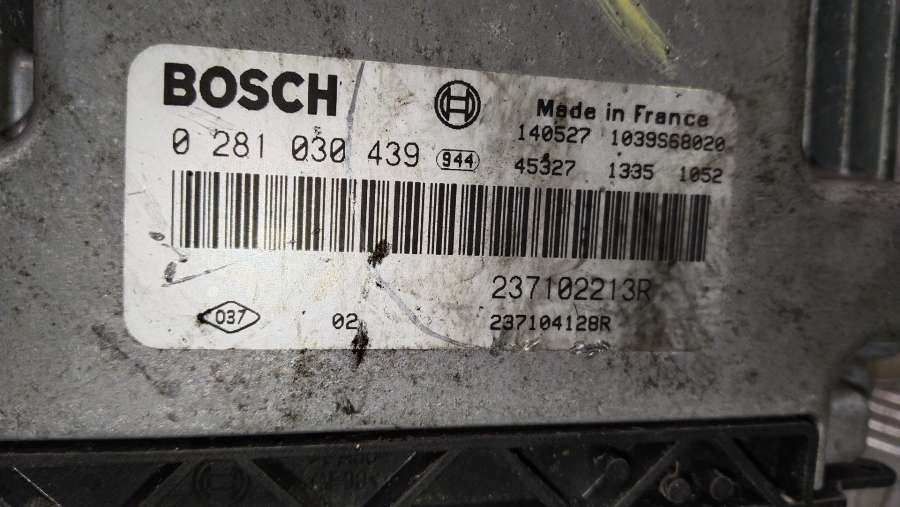 BOSCH
Made in France
0 281 030 439 944
140527 1039S68020
45327 1335 1052
237102213R
037 02 237104128R